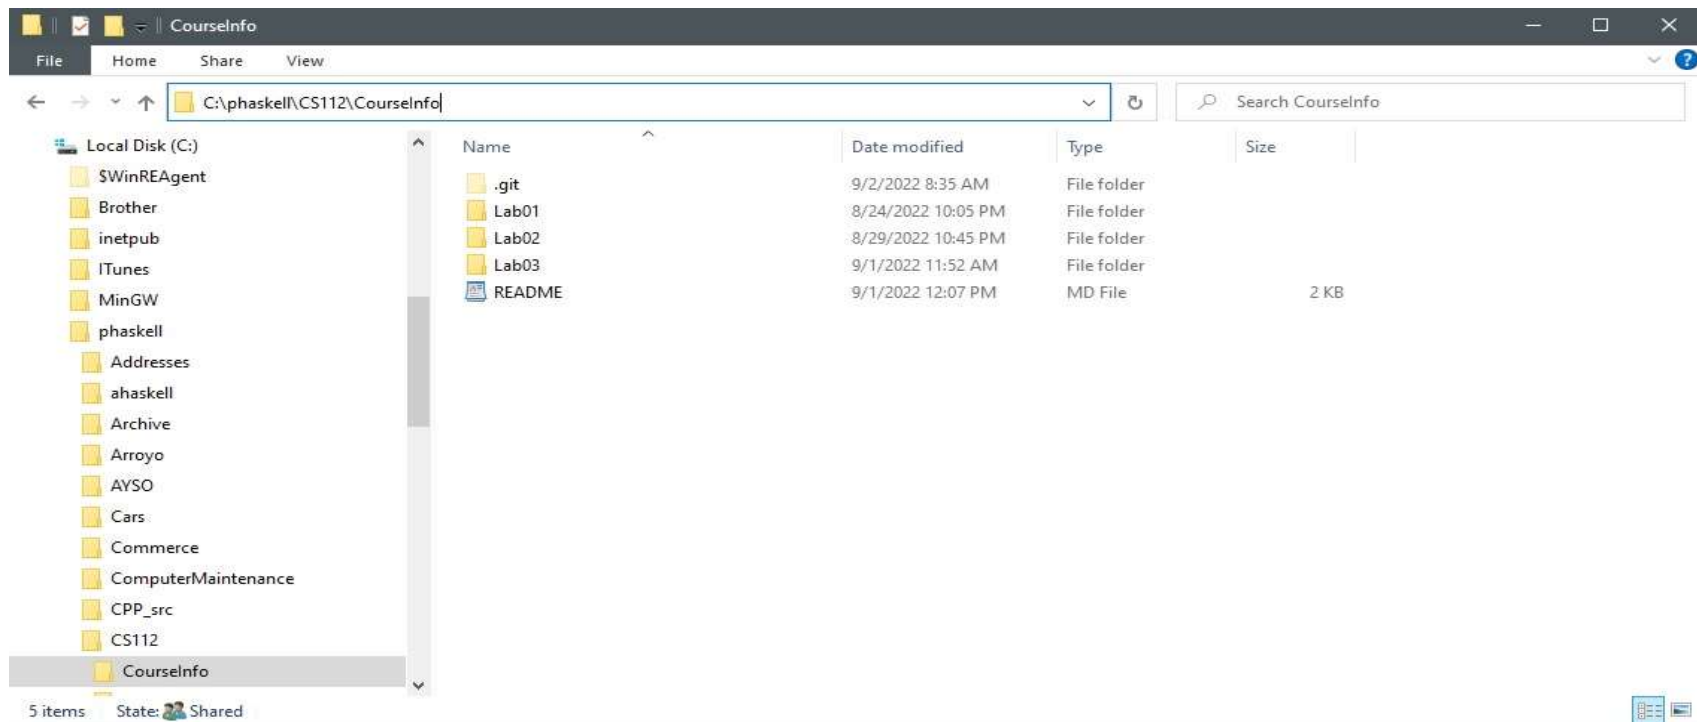 CourseInfo
File Home Share View
C:\phaskell\CS112\CourseInfo Search CourseInfo
Local Disk (C:)
$WinREAgent
Brother
inetpub
ITunes
MinGW
phaskell
Addresses
ahaskell
Archive
Arroyo
AYSO
Cars
Commerce
ComputerMaintenance
CPP_src
CS112
CourseInfo
Name Date modified Type Size
.git 9/2/2022 8:35 AM File folder
Lab01 8/24/2022 10:05 PM File folder
Lab02 8/29/2022 10:45 PM File folder
Lab03 9/1/2022 11:52 AM File folder
README 9/1/2022 12:07 PM MD File 2 KB
5 items State: Shared